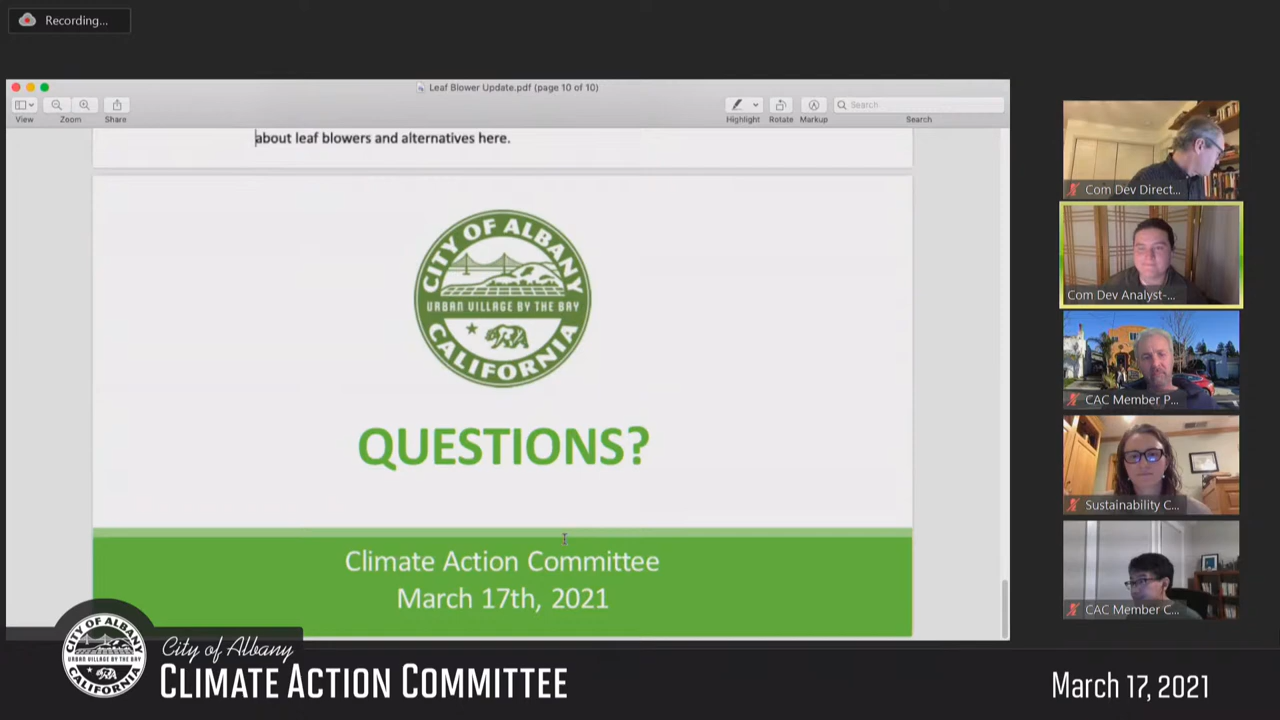 Recording...
Leaf Blower Update.pdf (page 10 of 10)
View
Zoom
Share
Highlight
Rotate
Markup
Search
Search
about leaf blowers and alternatives here.
CITY OF ALBANY
URBAN VILLAGE BY THE BAY
CALIFORNIA
QUESTIONS?
Climate Action Committee
March 17th, 2021
Com Dev Direct...
Com Dev Analyst-...
CAC Member P...
Sustainability C...
CAC Member C...
CITY OF ALBANY
URBAN VILLAGE BY THE BAY
CALIFORNIA
City of Albany
CLIMATE ACTION COMMITTEE
March 17, 2021